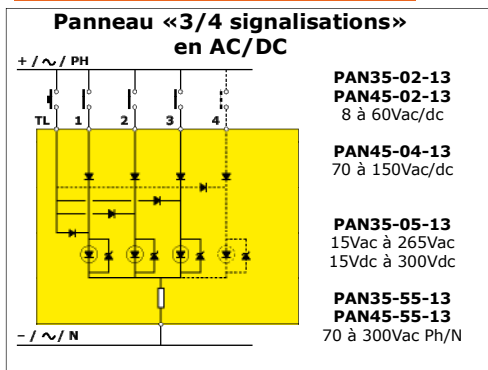 Panneau «3/4 signalisations»
en AC/DC
+ / ∿ / PH
TL 1 2 3 4
– / ∿ / N
PAN35-02-13
PAN45-02-13
8 à 60Vac/dc
PAN45-04-13
70 à 150Vac/dc
PAN35-05-13
15Vac à 265Vac
15Vdc à 300Vdc
PAN35-55-13
PAN45-55-13
70 à 300Vac Ph/N